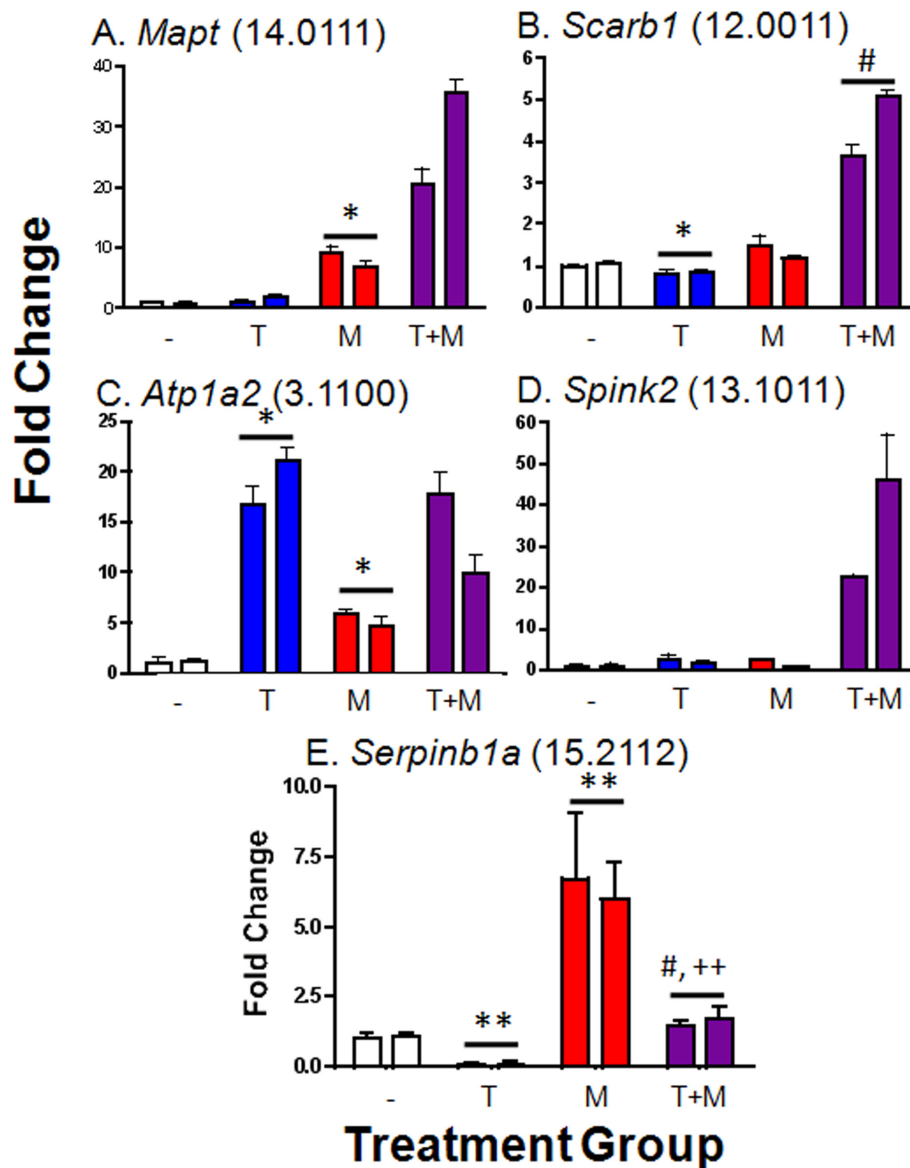 A. Mapt (14.0111)
40
30
20
10
0
*
- T M T+M
B. Scarb1 (12.0011)
6
5
4
3
2
1
0
*
#
- T M T+M
Fold Change
C. Atp1a2 (3.1100)
25
20
15
10
5
0
*
*
- T M T+M
D. Spink2 (13.1011)
60
50
40
30
20
10
0
- T M T+M
E. Serpinb1a (15.2112)
Fold Change
10.0
7.5
5.0
2.5
0.0
**
**
#, ++
- T M T+M
Treatment Group